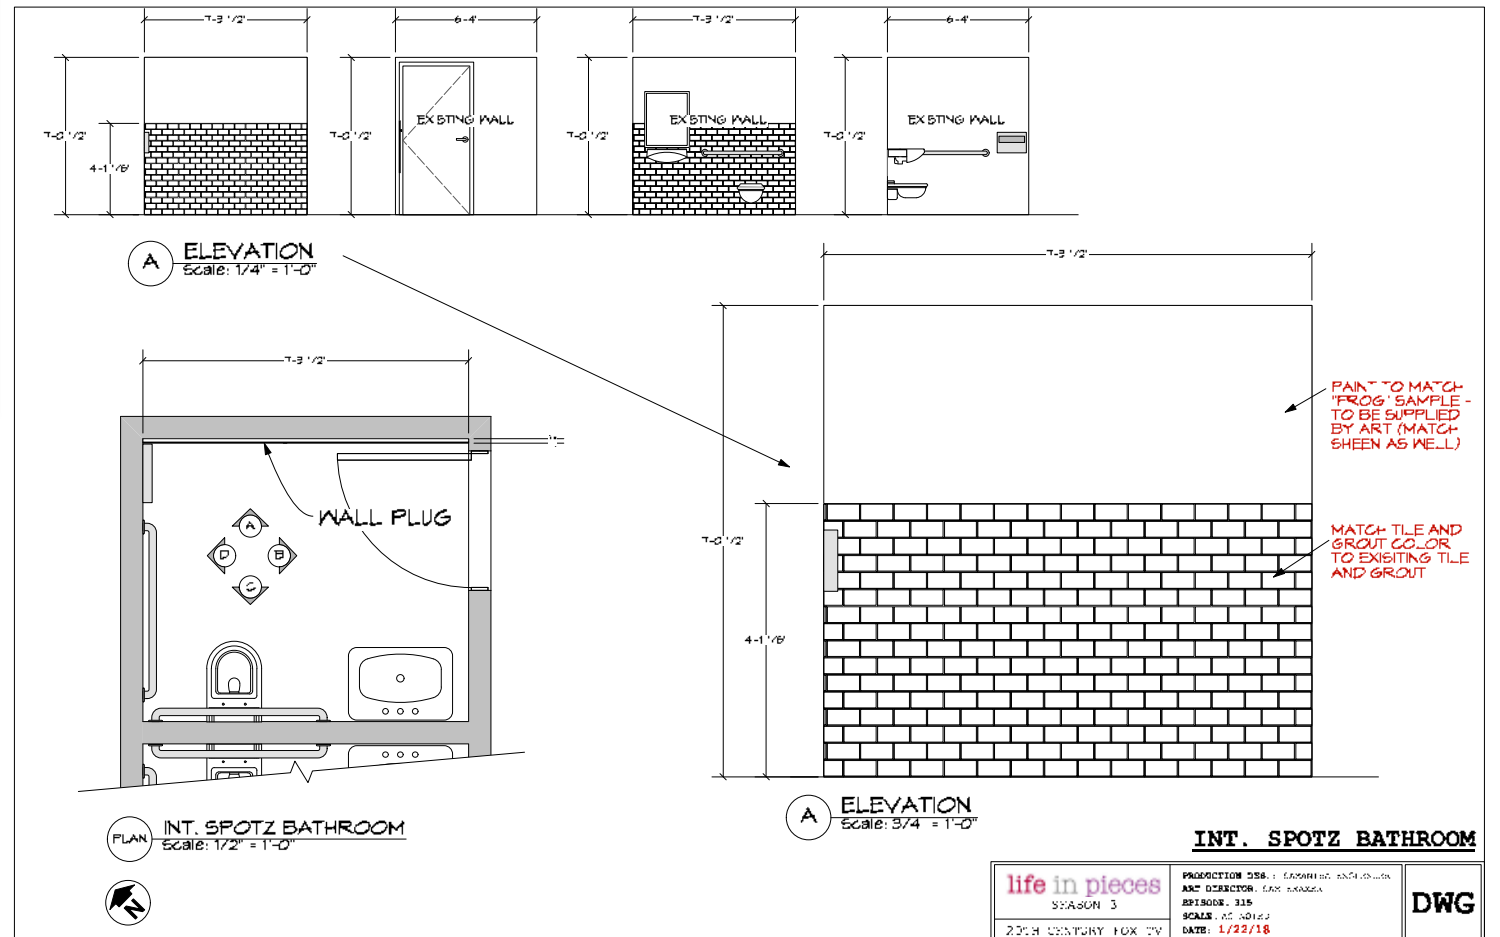 7'-3 1/2"
6'-4"
7'-3 1/2"
6'-4"
EXISTING WALL
EXISTING WALL
EXISTING WALL
7'-0 1/2"
7'-0 1/2"
7'-0 1/2"
7'-0 1/2"
4'-1 1/8"
A
ELEVATION
Scale: 1/4" = 1'-0"
7'-3 1/2"
7'-3 1/2"
WALL PLUG
A
D
B
C
7'-0 1/2"
4'-1 1/8"
PAINT TO MATCH
"FROG" SAMPLE -
TO BE SUPPLIED
BY ART (MATCH
SHEEN AS WELL)
MATCH TILE AND
GROUT COLOR
TO EXISITING TILE
AND GROUT
A
ELEVATION
Scale: 3/4" = 1'-0"
PLAN
INT. SPOTZ BATHROOM
Scale: 1/2" = 1'-0"
N
INT. SPOTZ BATHROOM
life in pieces
SEASON 3
20TH CENTURY FOX TV
PRODUCTION DES.:
ART DIRECTOR:
EPISODE: 315
SCALE: AS NOTED
DATE: 1/22/18
DWG